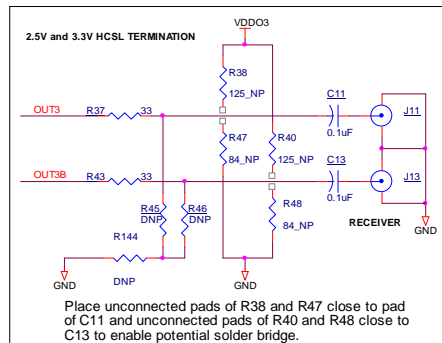 2.5V and 3.3V HCSL TERMINATION
VDDO3
R38
125_NP
C11
J11
OUT3
R37
33
R47
R40
0.1uF
84_NP
125_NP
C13
J13
OUT3B
R43
33
0.1uF
R45
DNP
R46
DNP
R48
84_NP
RECEIVER
R144
DNP
GND
GND
GND
Place unconnected pads of R38 and R47 close to pad
of C11 and unconnected pads of R40 and R48 close to
C13 to enable potential solder bridge.